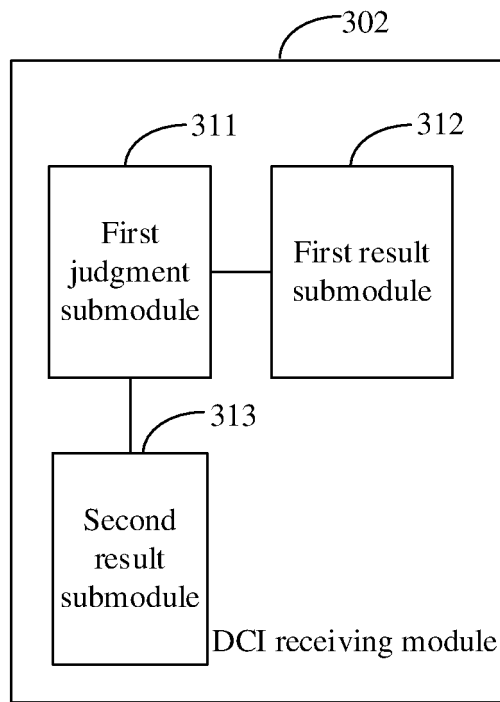 302
311
312
First
judgment
submodule
First result
submodule
313
Second
result
submodule
DCI receiving module